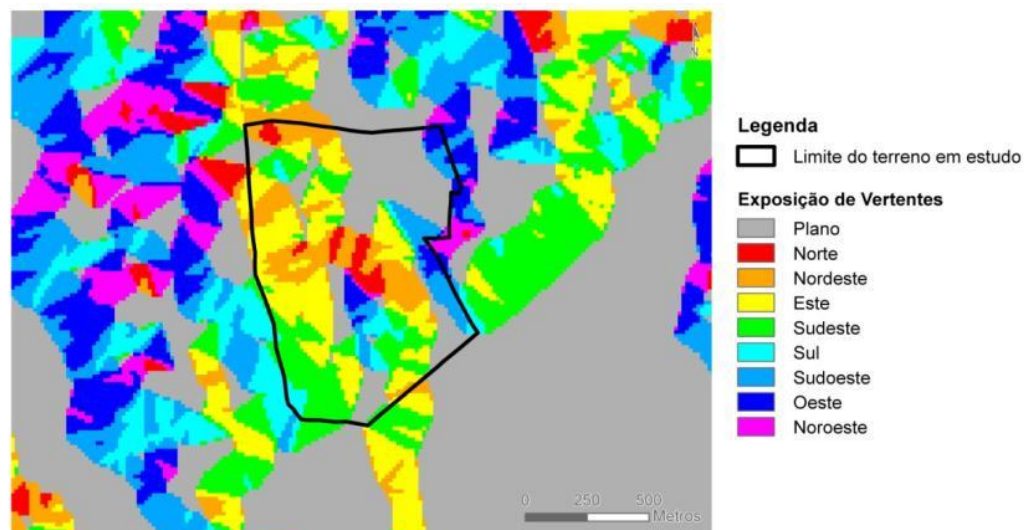 N
Legenda
Limite do terreno em estudo
Exposição de Vertentes
Plano
Norte
Nordeste
Este
Sudeste
Sul
Sudoeste
Oeste
Noroeste
0 250 500
Metros